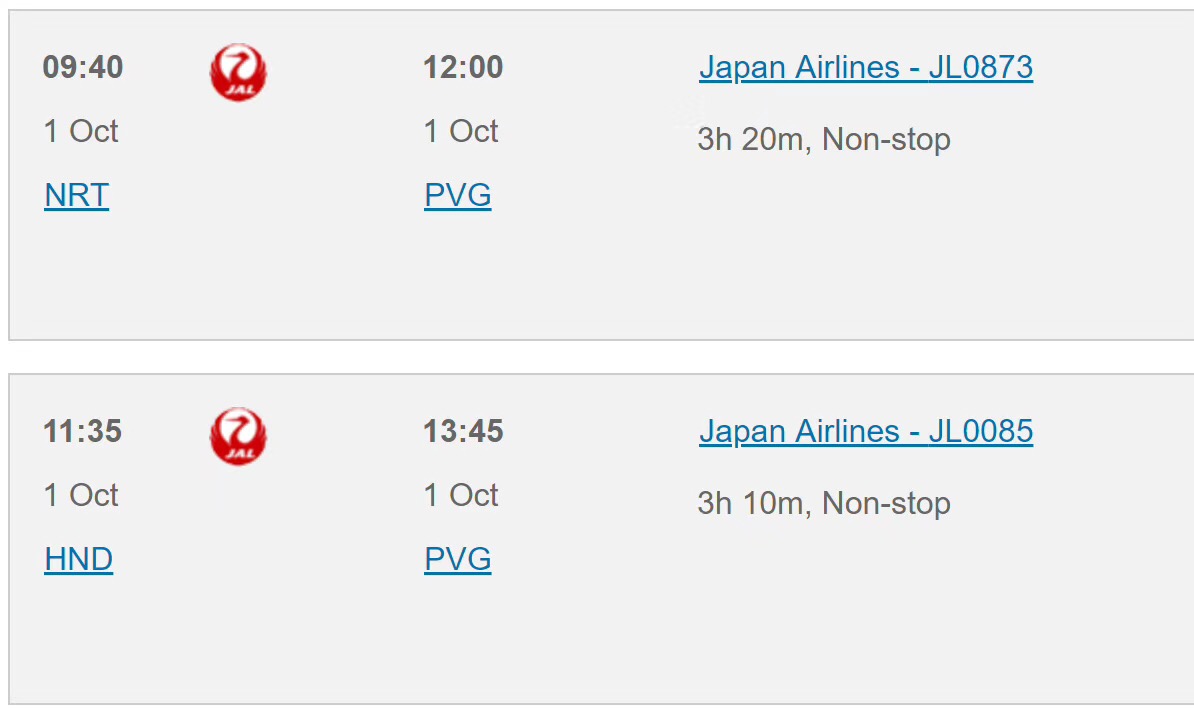 09:40 JAL 12:00 Japan Airlines - JL0873
1 Oct 1 Oct 3h 20m, Non-stop
NRT PVG
11:35 JAL 13:45 Japan Airlines - JL0085
1 Oct 1 Oct 3h 10m, Non-stop
HND PVG